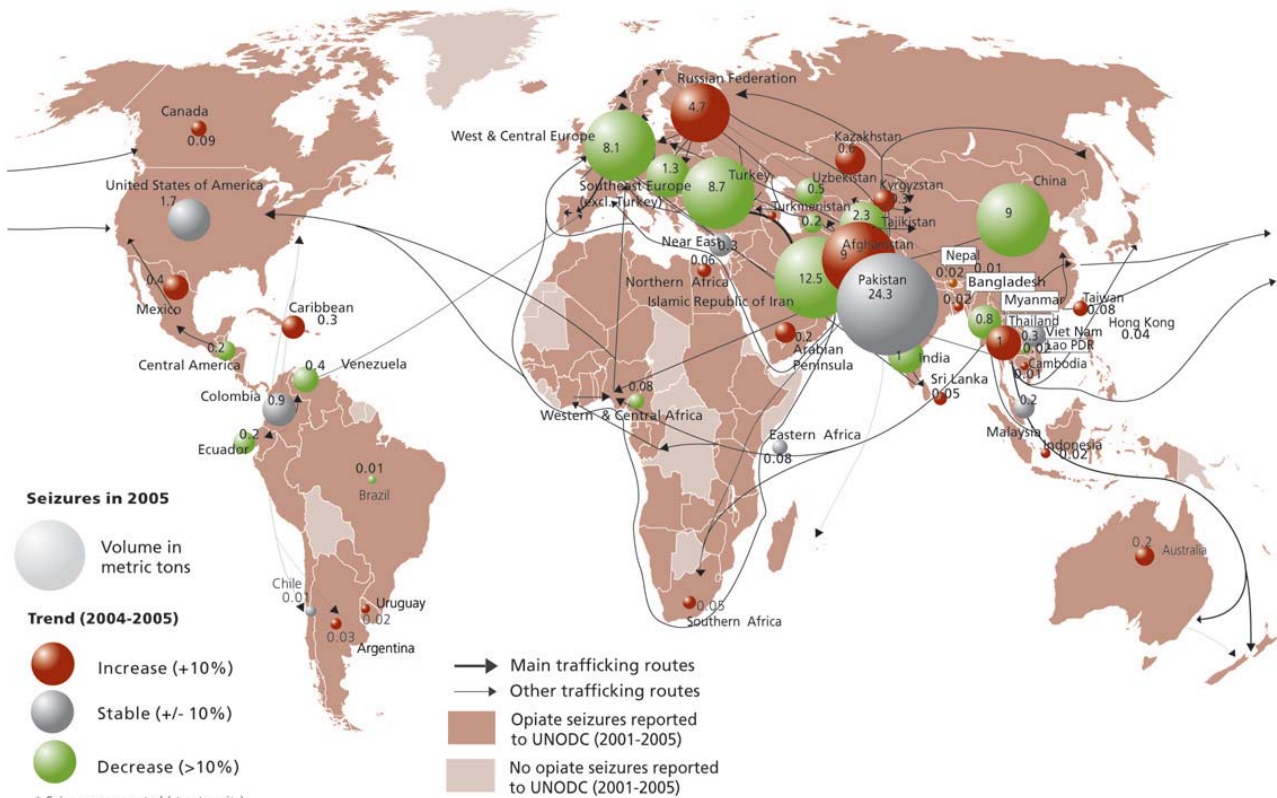 Russian Federation
4.7
Canada
0.09
West & Central Europe
8.1
Kazakhstan
0.6
United States of America
1.7
1.3
Southeast Europe
(excl. Turkey)
8.7
Turkey
Uzbekistan
0.5
Kyrgyzstan
0.3
China
9
Turkmenistan
0.2
2.3
Tajikistan
Near East
0.3
Afghanistan
9
0.4
Mexico
0.06
Northern Africa
Islamic Republic of Iran
12.5
Pakistan
24.3
Nepal
0.02
0.01
Bangladesh
0.02
Myanmar
0.8
Taiwan
0.08
Caribbean
0.3
0.2
Arabian
Peninsula
Thailand
1
0.3
Viet Nam
Hong Kong
0.04
0.02
Lao PDR
Cambodia
0.01
0.2
Central America
0.4
Venezuela
1
India
Sri Lanka
0.05
Colombia
0.9
0.08
Western & Central Africa
0.2
Malaysia
0.2
Ecuador
Eastern Africa
0.08
Indonesia
0.02
0.01
Brazil
Seizures in 2005
Volume in
metric tons
0.2
Australia
Chile
0.01
Uruguay
0.02
0.03
Argentina
0.05
Southern Africa
Trend (2004-2005)
Increase (+10%)
Stable (+/- 10%)
Decrease (>10%)
Main trafficking routes
Other trafficking routes
Opiate seizures reported
to UNODC (2001-2005)
No opiate seizures reported
to UNODC (2001-2005)